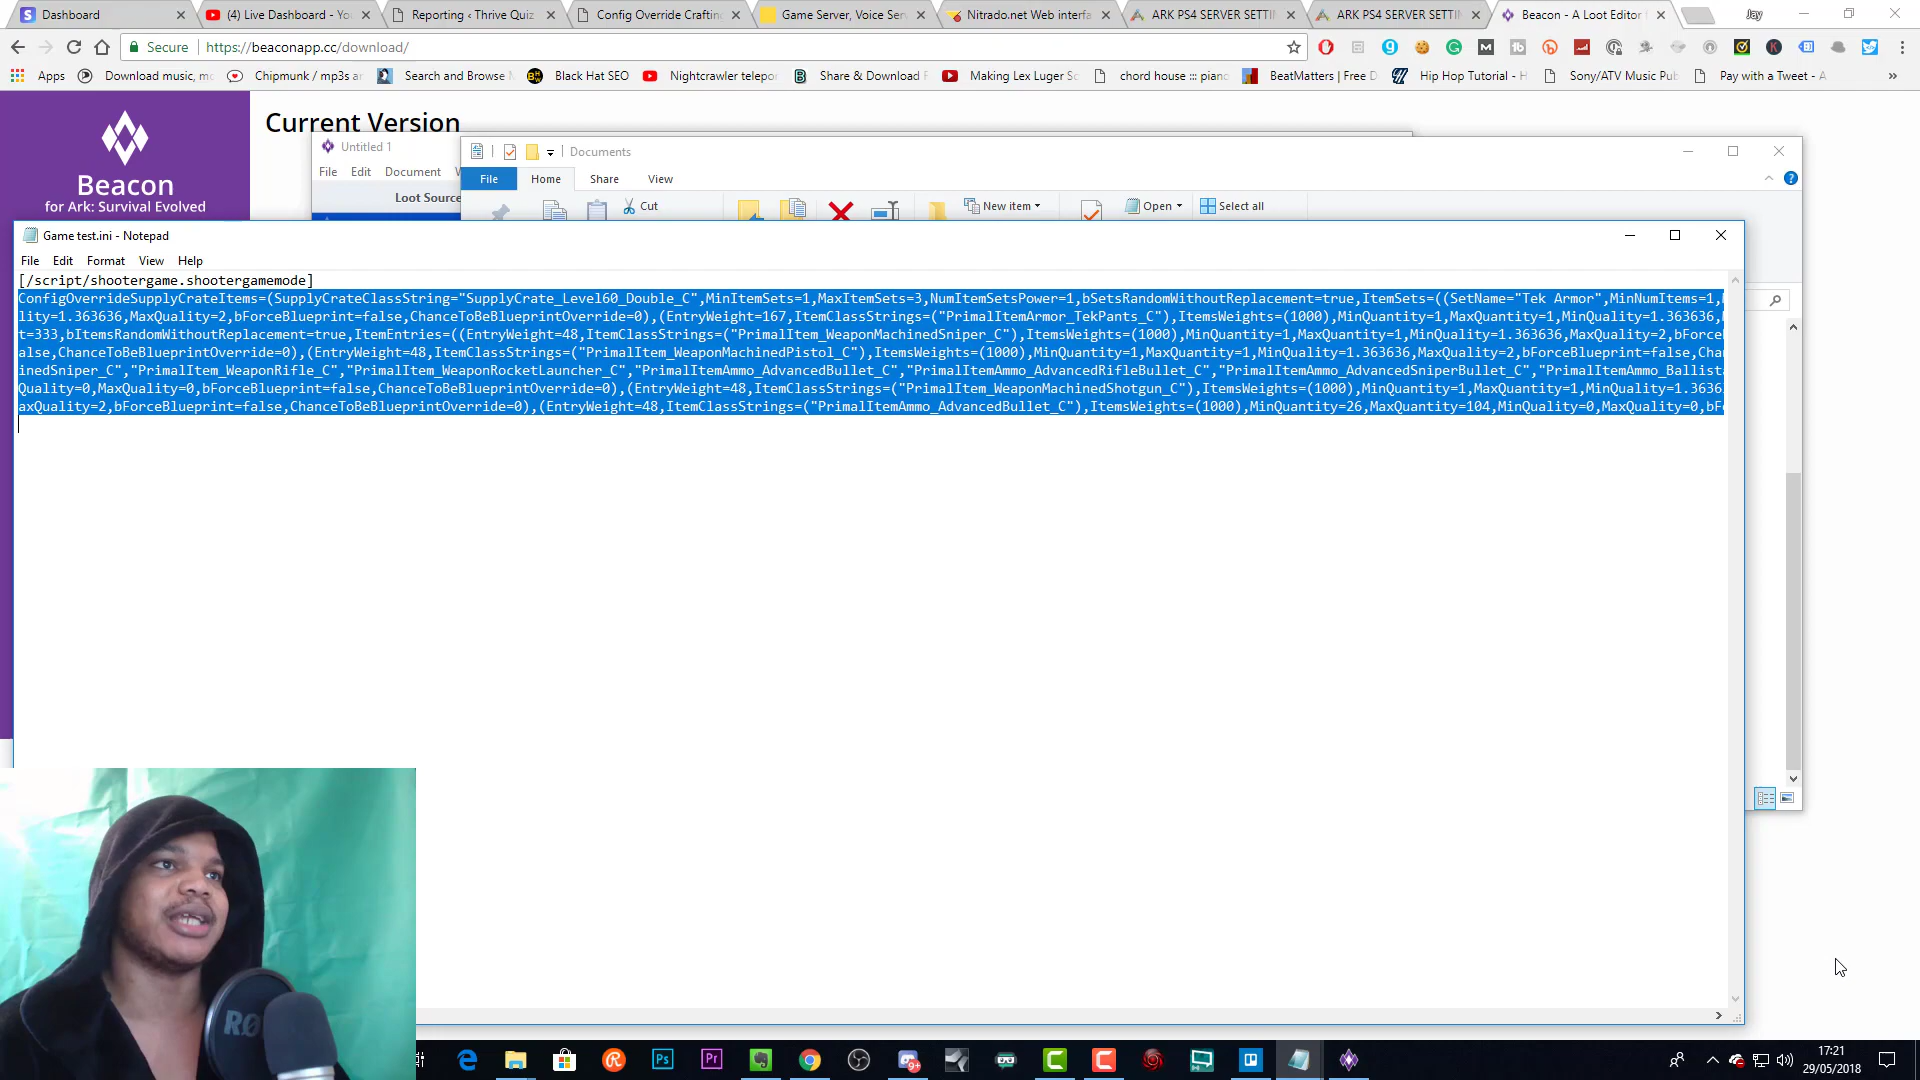 Dashboard
(4) Live Dashboard - Yo
Reporting ‹ Thrive Quiz
Config Override Craftin
Game Server, Voice Serv
Nitrado.net Web interfa
ARK PS4 SERVER SETTI
ARK PS4 SERVER SETTI
Beacon - A Loot Editor
Jay
Secure
https://beaconapp.cc/download/
Apps
Download music, mo
Chipmunk / mp3s ar
Search and Browse M
Black Hat SEO
Nightcrawler telepor
Share & Download F
Making Lex Luger Sc
chord house ::: piano
BeatMatters | Free D
Hip Hop Tutorial - H
Sony/ATV Music Pub
Pay with a Tweet - A
»
Current Version
Beacon
for Ark: Survival Evolved
Untitled 1
File Edit Document
Loot Source
Documents
File Home Share View
Cut
New item
Open
Select all
Game test.ini - Notepad
File Edit Format View Help
[/script/shootergame.shootergamemode]
ConfigOverrideSupplyCrateItems=(SupplyCrateClassString="SupplyCrate_Level60_Double_C",MinItemSets=1,MaxItemSets=3,NumItemSetsPower=1,bSetsRandomWithoutReplacement=true,ItemSets=((SetName="Tek Armor",MinNumItems=1,
lity=1.363636,MaxQuality=2,bForceBlueprint=false,ChanceToBeBlueprintOverride=0),(EntryWeight=167,ItemClassStrings=("PrimalItemArmor_TekPants_C"),ItemsWeights=(1000),MinQuantity=1,MaxQuantity=1,MinQuality=1.363636,
t=333,bItemsRandomWithoutReplacement=true,ItemEntries=((EntryWeight=48,ItemClassStrings=("PrimalItem_WeaponMachinedSniper_C"),ItemsWeights=(1000),MinQuantity=1,MaxQuantity=1,MinQuality=1.363636,MaxQuality=2,bForce
alse,ChanceToBeBlueprintOverride=0),(EntryWeight=48,ItemClassStrings=("PrimalItem_WeaponMachinedPistol_C"),ItemsWeights=(1000),MinQuantity=1,MaxQuantity=1,MinQuality=1.363636,MaxQuality=2,bForceBlueprint=false,Cha
inedSniper_C","PrimalItem_WeaponRifle_C","PrimalItem_WeaponRocketLauncher_C","PrimalItemAmmo_AdvancedBullet_C","PrimalItemAmmo_AdvancedRifleBullet_C","PrimalItemAmmo_AdvancedSniperBullet_C","PrimalItemAmmo_Ballist
Quality=0,MaxQuality=0,bForceBlueprint=false,ChanceToBeBlueprintOverride=0),(EntryWeight=48,ItemClassStrings=("PrimalItem_WeaponMachinedShotgun_C"),ItemsWeights=(1000),MinQuantity=1,MaxQuantity=1,MinQuality=1.3636
axQuality=2,bForceBlueprint=false,ChanceToBeBlueprintOverride=0),(EntryWeight=48,ItemClassStrings=("PrimalItemAmmo_AdvancedBullet_C"),ItemsWeights=(1000),MinQuantity=26,MaxQuantity=104,MinQuality=0,MaxQuality=0,bF
RØ
Ps
Pr
9+
17:21
29/05/2018